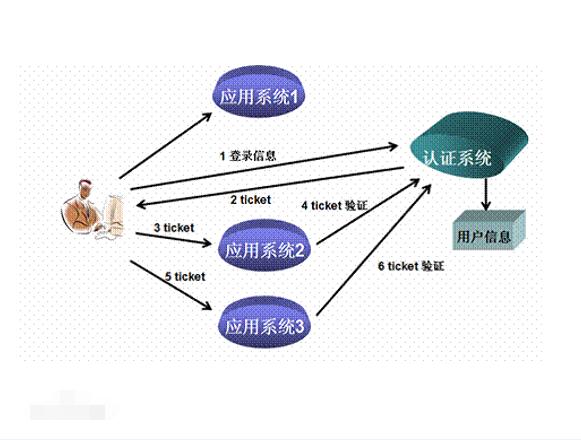 应用系统1
1 登录信息
认证系统
2 ticket
4 ticket 验证
3 ticket
用户信息
应用系统2
6 ticket 验证
5 ticket
应用系统3